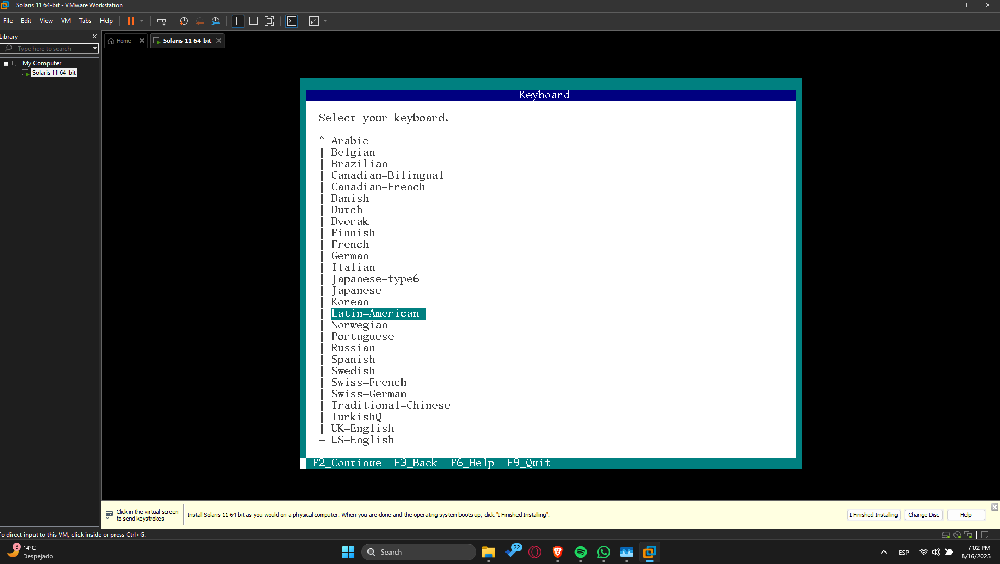 Solaris 11 64-bit - VMware Workstation
File Edit View VM Tabs Help
Library
Type here to search
My Computer
Solaris 11 64-bit
Home
Solaris 11 64-bit
Keyboard
Select your keyboard.
^ Arabic
| Belgian
| Brazilian
| Canadian-Bilingual
| Canadian-French
| Danish
| Dutch
| Dvorak
| Finnish
| French
| German
| Italian
| Japanese-type6
| Japanese
| Korean
| Latin-American
| Norwegian
| Portuguese
| Russian
| Spanish
| Swedish
| Swiss-French
| Swiss-German
| Traditional-Chinese
| TurkishQ
| UK-English
- US-English
F2_Continue F3_Back F6_Help F9_Quit
Click in the virtual screen
to send keystrokes
Install Solaris 11 64-bit as you would on a physical computer. When you are done and the operating system boots up, click "I Finished Installing".
I Finished Installing
Change Disc
Help
To direct input to this VM, click inside or press Ctrl+G.
3
14°C
Despejado
Search
22
ESP
7:02 PM
8/16/2025